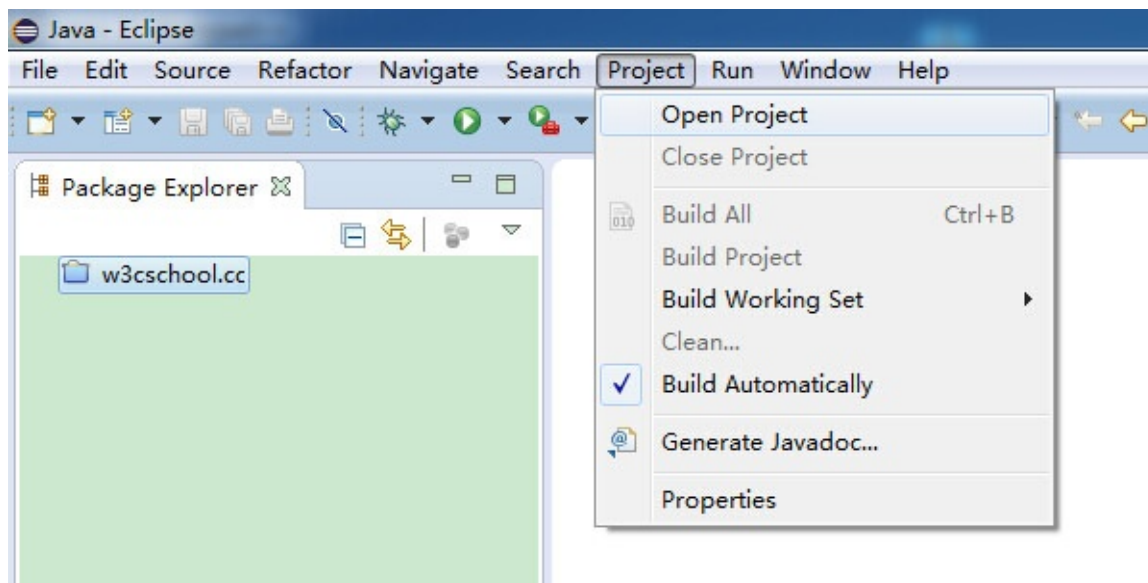 Java - Eclipse
File Edit Source Refactor Navigate Search Project Run Window Help
Package Explorer
w3cschool.cc
Open Project
Close Project
010 Build All Ctrl+B
Build Project
Build Working Set
Clean...
Build Automatically
@ Generate Javadoc...
Properties